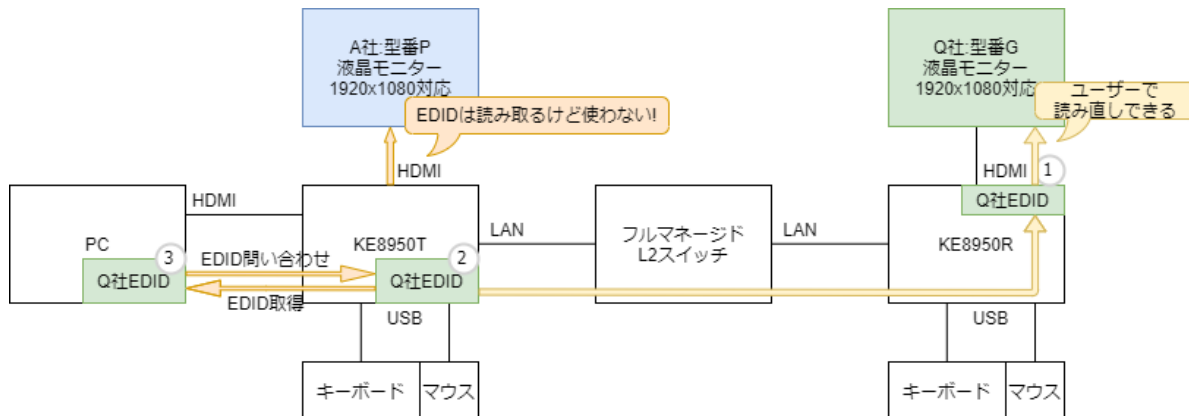 A社:型番P
液晶モニター
1920x1080対応
EDIDは読み取るけど使わない!
HDMI
Q社:型番G
液晶モニター
1920x1080対応
ユーザーで
読み直しできる
HDMI
1
Q社EDID
HDMI
PC
3
Q社EDID
EDID問い合わせ
EDID取得
KE8950T
2
Q社EDID
LAN
フルマネージド
L2スイッチ
LAN
KE8950R
USB
キーボード
マウス
USB
キーボード
マウス